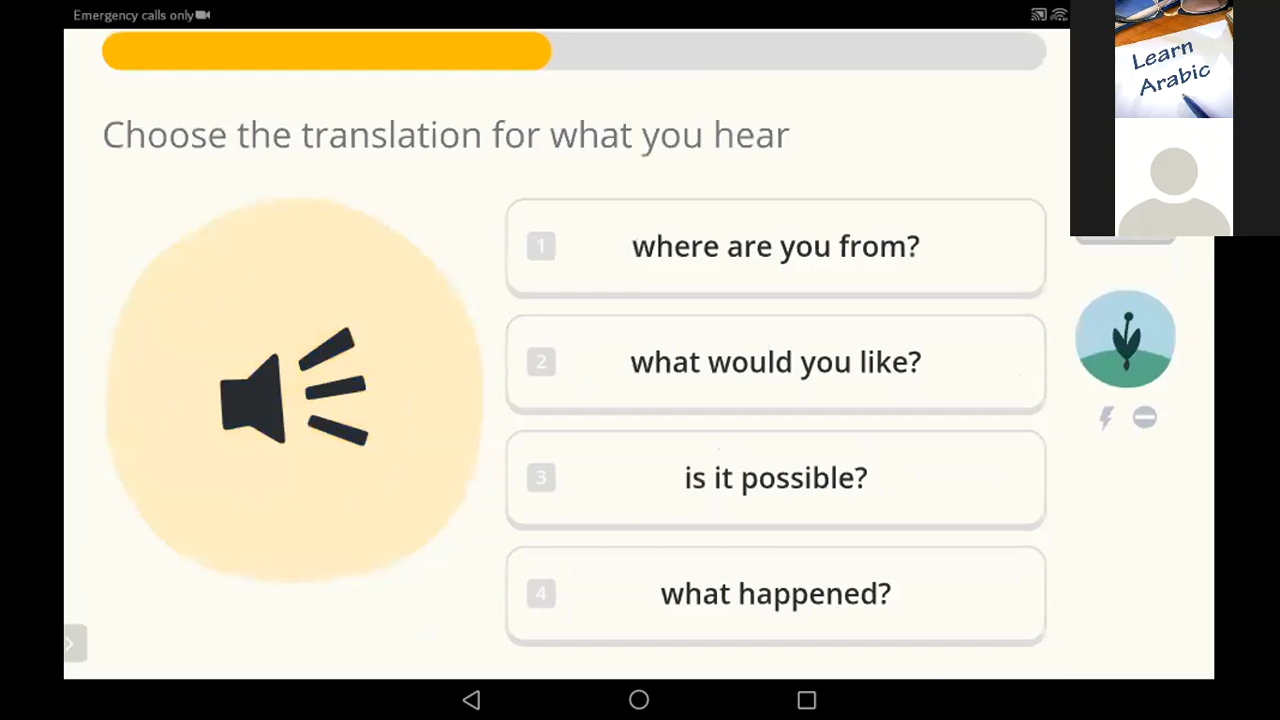 Emergency calls only
Learn
Arabic
Choose the translation for what you hear
1 where are you from?
2 what would you like?
3 is it possible?
4 what happened?